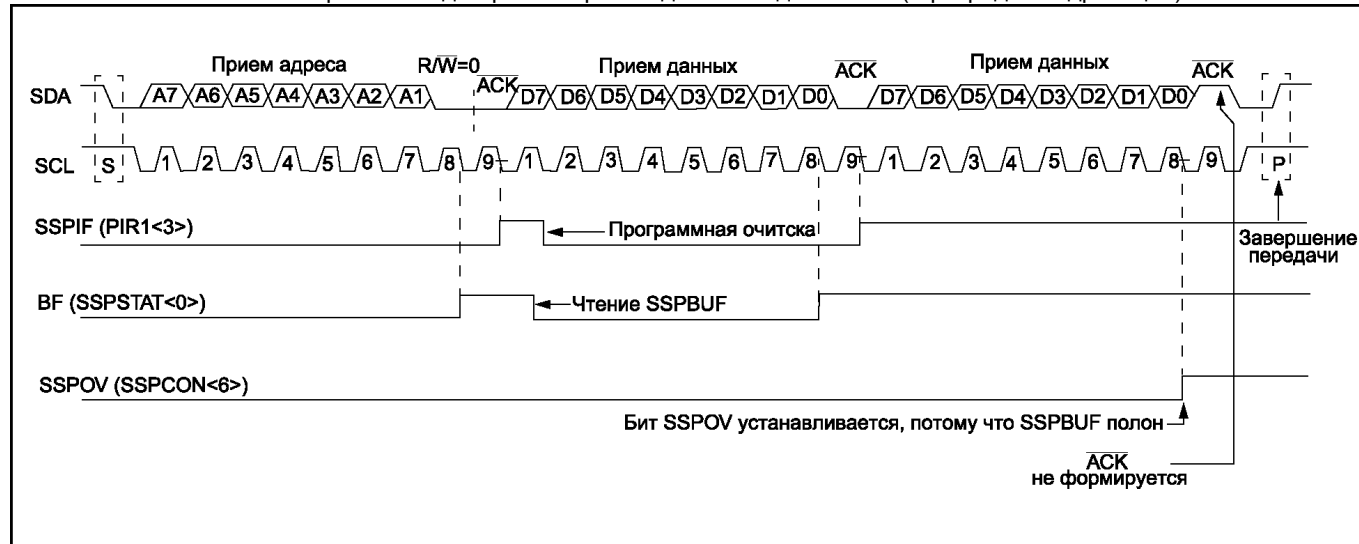 Прием адреса R/W=0 ACK Прием данных ACK Прием данных ACK
SDA A7 A6 A5 A4 A3 A2 A1 D7 D6 D5 D4 D3 D2 D1 D0 D7 D6 D5 D4 D3 D2 D1 D0
SCL S 1 2 3 4 5 6 7 8 9 1 2 3 4 5 6 7 8 9 1 2 3 4 5 6 7 8 9 P
SSPIF (PIR1<3>) Программная очитска
Завершение
передачи
BF (SSPSTAT<0>) Чтение SSPBUF
SSPOV (SSPCON<6>)
Бит SSPOV устанавливается, потому что SSPBUF полон
ACK
не формируется